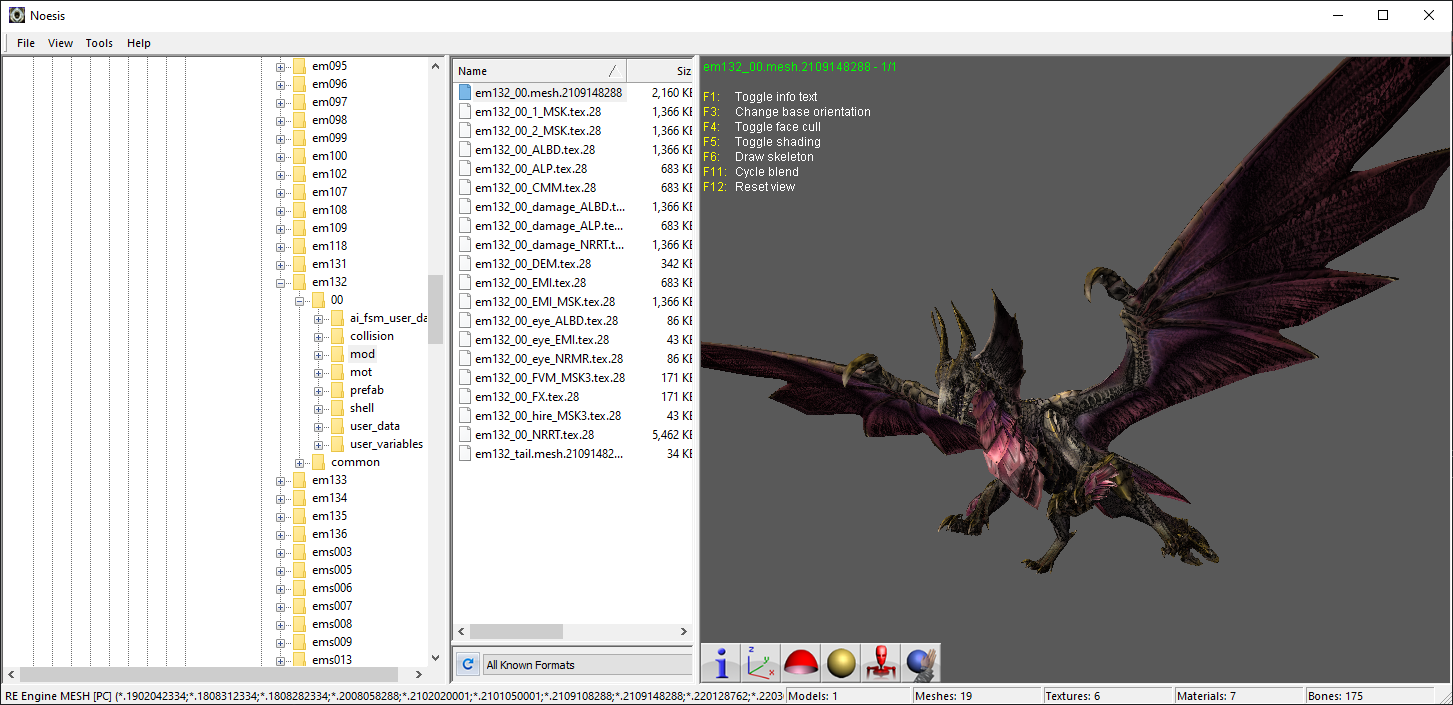 Noesis
File View Tools Help
em095
em096
em097
em098
em099
em100
em102
em107
em108
em109
em118
em131
em132
00
ai_fsm_user_da
collision
mod
mot
prefab
shell
user_data
user_variables
common
em133
em134
em135
em136
ems003
ems005
ems006
ems007
ems008
ems009
ems013
Name Siz
em132_00.mesh.2109148288 2,160 KE
em132_00_1_MSK.tex.28 1,366 KE
em132_00_2_MSK.tex.28 1,366 KE
em132_00_ALBD.tex.28 1,366 KE
em132_00_ALP.tex.28 683 KE
em132_00_CMM.tex.28 683 KE
em132_00_damage_ALBD.t... 1,366 KE
em132_00_damage_ALP.te... 683 KE
em132_00_damage_NRRT.t... 1,366 KE
em132_00_DEM.tex.28 342 KE
em132_00_EMI.tex.28 683 KE
em132_00_EMI_MSK.tex.28 1,366 KE
em132_00_eye_ALBD.tex.28 86 KE
em132_00_eye_EMI.tex.28 43 KE
em132_00_eye_NRMR.tex.28 86 KE
em132_00_FVM_MSK3.tex.28 171 KE
em132_00_FX.tex.28 171 KE
em132_00_hire_MSK3.tex.28 43 KE
em132_00_NRRT.tex.28 5,462 KE
em132_tail.mesh.21091482... 34 KE
All Known Formats
em132_00.mesh.2109148288 - 1/1
F1: Toggle info text
F3: Change base orientation
F4: Toggle face cull
F5: Toggle shading
F6: Draw skeleton
F11: Cycle blend
F12: Reset view
z
y
x
RE Engine MESH [PC] (*.1902042334;*.1808312334;*.1808282334;*.2008058288;*.2102020001;*.2101050001;*.2109108288;*.2109148288;*.220128762;*.2203 Models: 1 Meshes: 19 Textures: 6 Materials: 7 Bones: 175